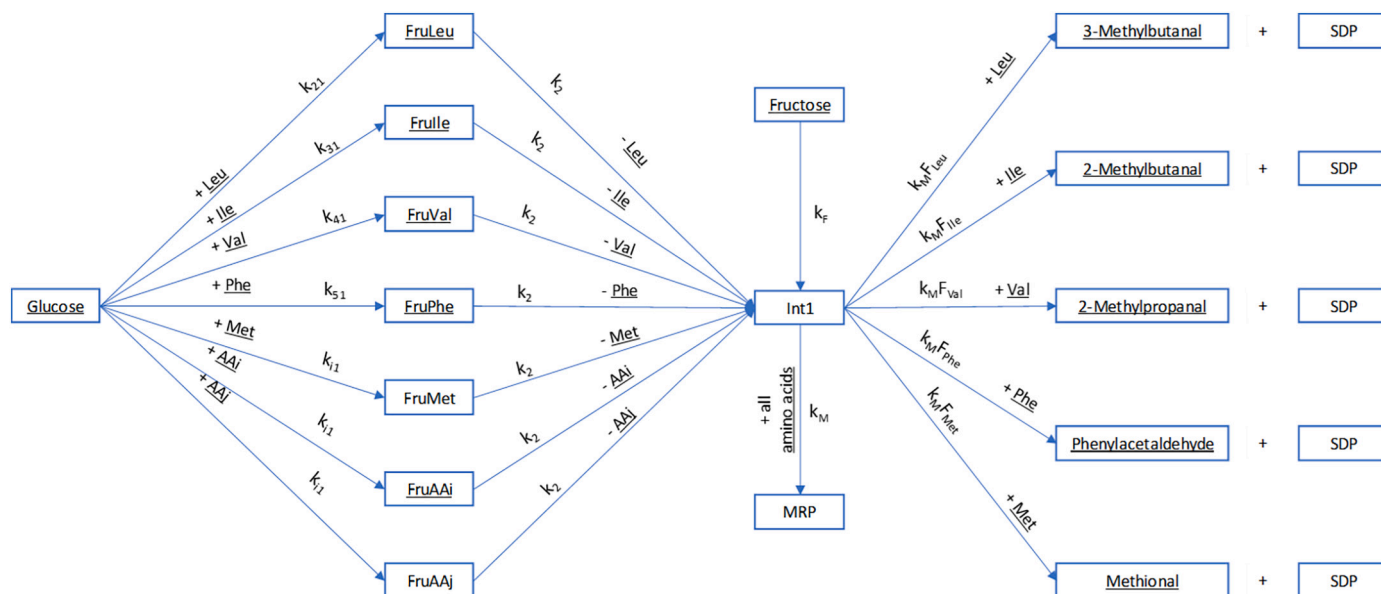 FruLeu
3-Methylbutanal + SDP
k21
k2
+ Leu
Fructose
- Leu
FruIle
k31
k2
kMFLeu
+ Leu
2-Methylbutanal + SDP
+ Ile
- Ile
kF
kMFIle
+ Ile
FruVal
k41
k2
+ Val
- Val
Glucose
+ Phe
k51
FruPhe
k2
- Phe
Int1
kMFVal
+ Val
2-Methylpropanal + SDP
+ Met
ki1
FruMet
k2
- Met
kMFPhe
+ Phe
+ AAi
- AAi
+ all
amino acids
kM
kMFMet
Phenylacetaldehyde + SDP
+ AAj
ki1
FruAAi
k2
- AAj
MRP
+ Met
ki1
FruAAj
k2
Methional + SDP